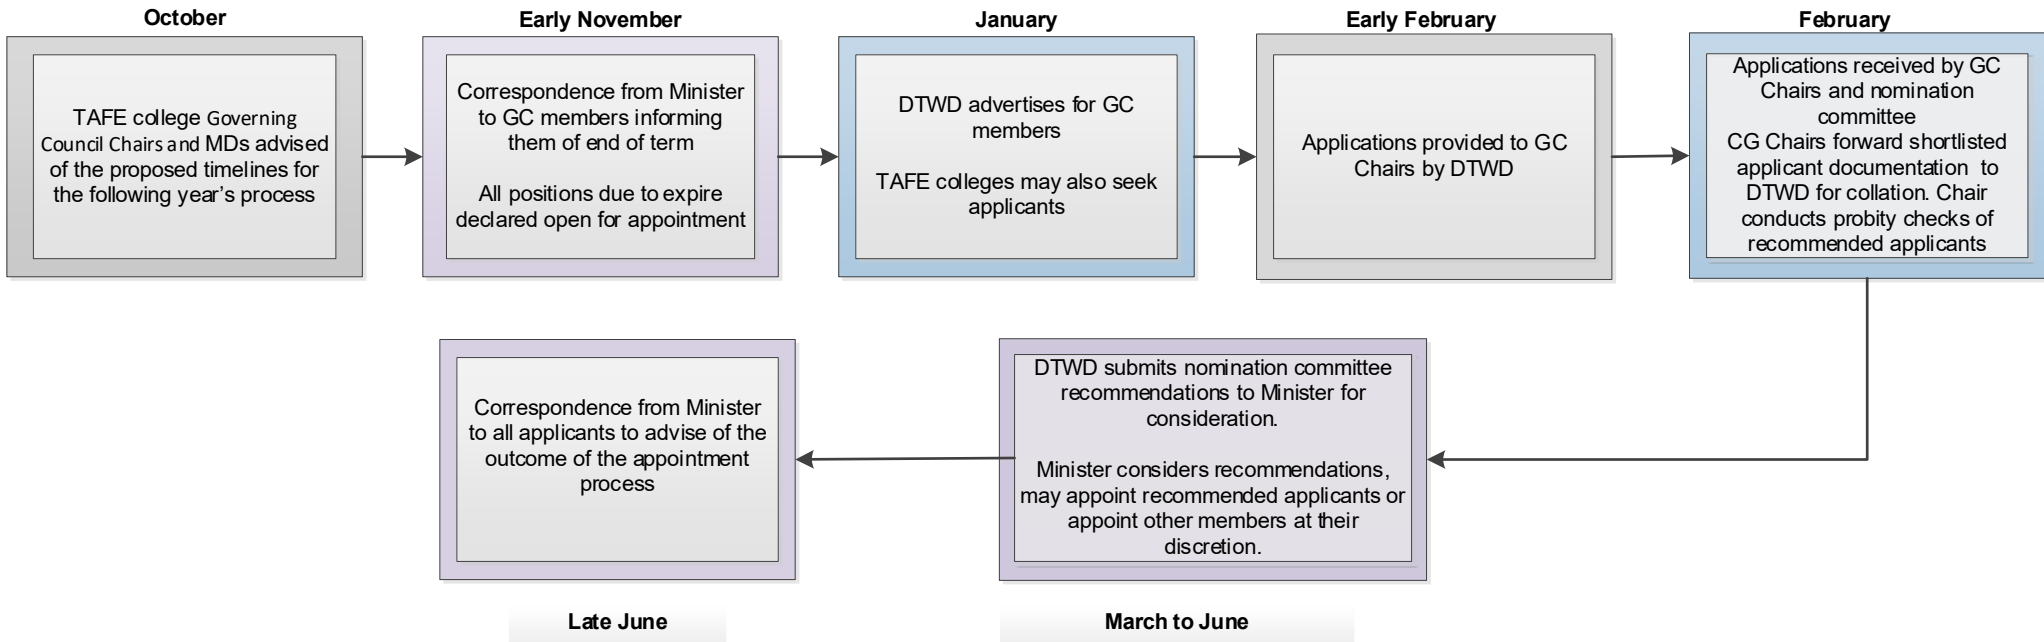 October
TAFE college Governing
Council Chairs and MDs advised
of the proposed timelines for
the following year's process
Early November
Correspondence from Minister
to GC members informing
them of end of term
All positions due to expire
declared open for appointment
January
DTWD advertises for GC
members
TAFE colleges may also seek
applicants
Early February
Applications provided to GC
Chairs by DTWD
February
Applications received by GC
Chairs and nomination
committee
CG Chairs forward shortlisted
applicant documentation to
DTWD for collation. Chair
conducts probity checks of
recommended applicants
DTWD submits nomination committee
recommendations to Minister for
consideration.
Minister considers recommendations,
may appoint recommended applicants or
appoint other members at their
discretion.
March to June
Correspondence from Minister
to all applicants to advise of the
outcome of the appointment
process
Late June